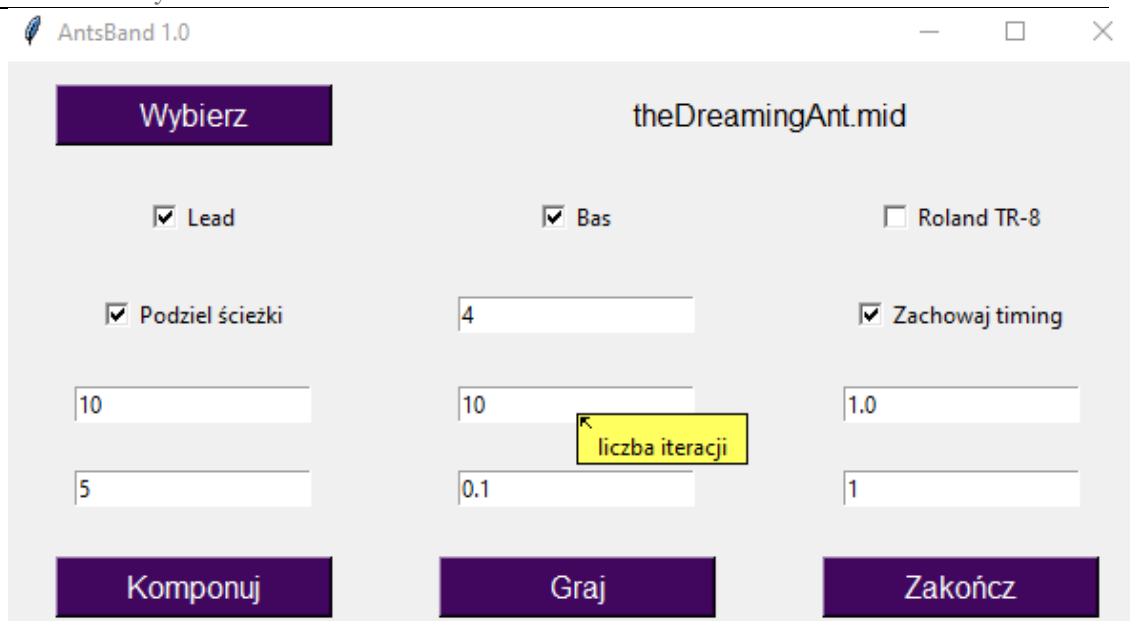 AntsBand 1.0
Wybierz theDreamingAnt.mid
Lead Bas Roland TR-8
Podziel ścieżki 4 Zachowaj timing
10 10 1.0
liczba iteracji
5 0.1 1
Komponuj Graj Zakończ